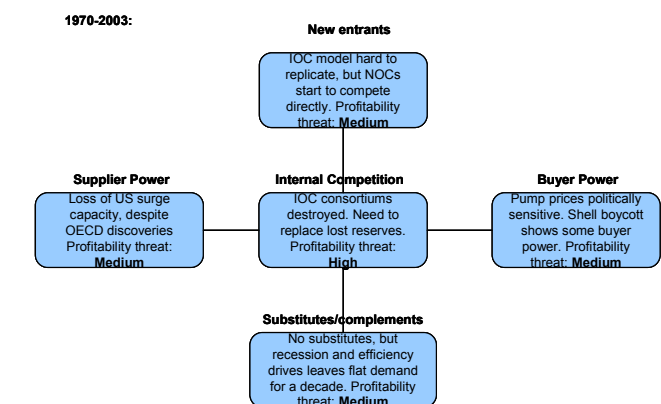 1970-2003:
New entrants
IOC model hard to
replicate, but NOCs
start to compete
directly. Profitability
threat: Medium
Supplier Power
Loss of US surge
capacity, despite
OECD discoveries
Profitability threat:
Medium
Internal Competition
IOC consortiums
destroyed. Need to
replace lost reserves.
Profitability threat:
High
Buyer Power
Pump prices politically
sensitive. Shell boycott
shows some buyer
power. Profitability
threat: Medium
Substitutes/complements
No substitutes, but
recession and efficiency
drives leaves flat demand
for a decade. Profitability
threat: Medium